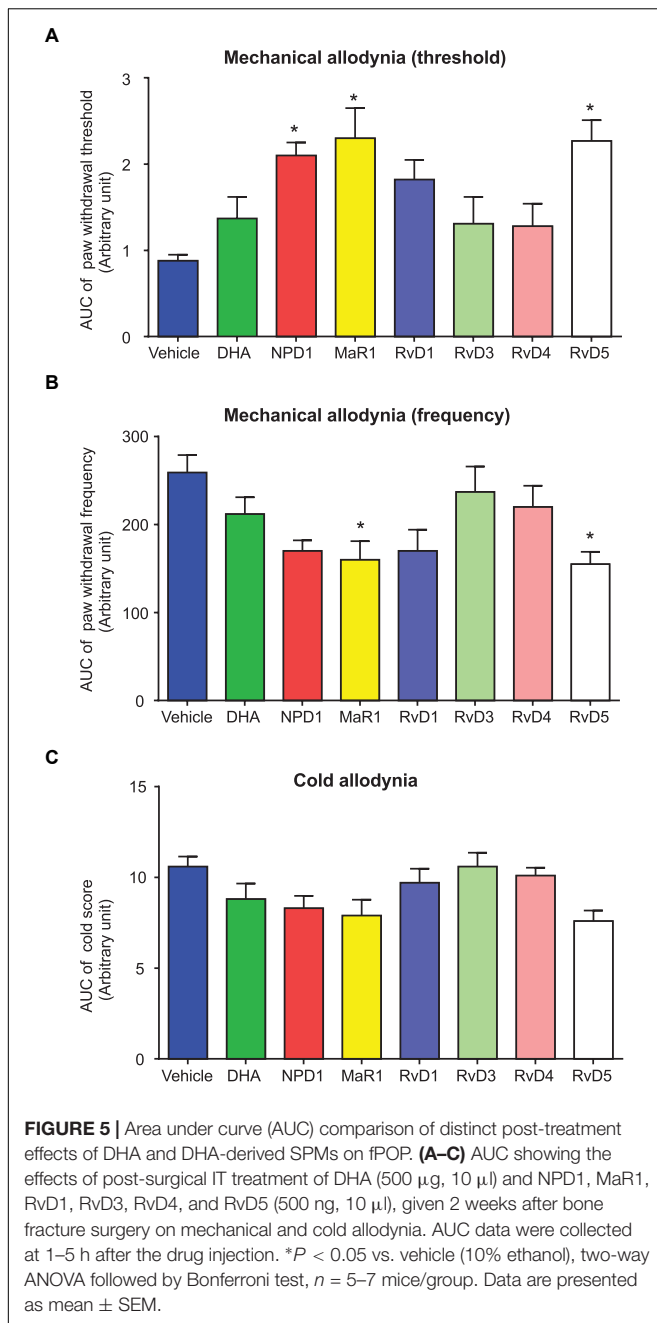 A
Mechanical allodynia (threshold)
AUC of paw withdrawal threshold
(Arbitrary unit)
3
2
1
0
* * *
Vehicle DHA NPD1 MaR1 RvD1 RvD3 RvD4 RvD5
B
Mechanical allodynia (frequency)
AUC of paw withdrawal frequency
(Arbitrary unit)
300
200
100
0
* *
Vehicle DHA NPD1 MaR1 RvD1 RvD3 RvD4 RvD5
C
Cold allodynia
AUC of cold score
(Arbitrary unit)
15
10
5
0
Vehicle DHA NPD1 MaR1 RvD1 RvD3 RvD4 RvD5
FIGURE 5 | Area under curve (AUC) comparison of distinct post-treatment
effects of DHA and DHA-derived SPMs on fPOP. (A–C) AUC showing the
effects of post-surgical IT treatment of DHA (500 μg, 10 μl) and NPD1, MaR1,
RvD1, RvD3, RvD4, and RvD5 (500 ng, 10 μl), given 2 weeks after bone
fracture surgery on mechanical and cold allodynia. AUC data were collected
at 1–5 h after the drug injection. *P < 0.05 vs. vehicle (10% ethanol), two-way
ANOVA followed by Bonferroni test, n = 5–7 mice/group. Data are presented
as mean ± SEM.